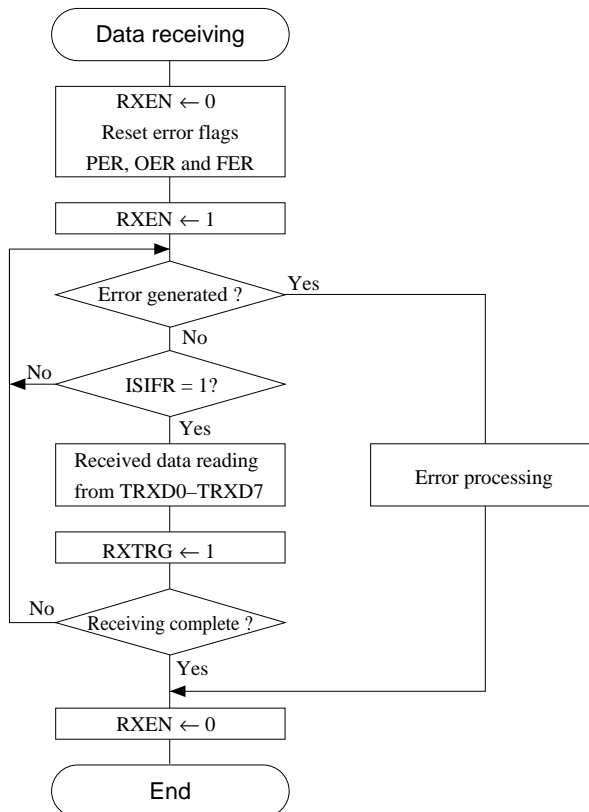 Data receiving
RXEN ← 0
Reset error flags
PER, OER and FER
RXEN ← 1
Error generated ?
Yes
No
ISIFR = 1?
No
Yes
Received data reading
from TRXD0–TRXD7
Error processing
RXTRG ← 1
No
Receiving complete ?
Yes
RXEN ← 0
End